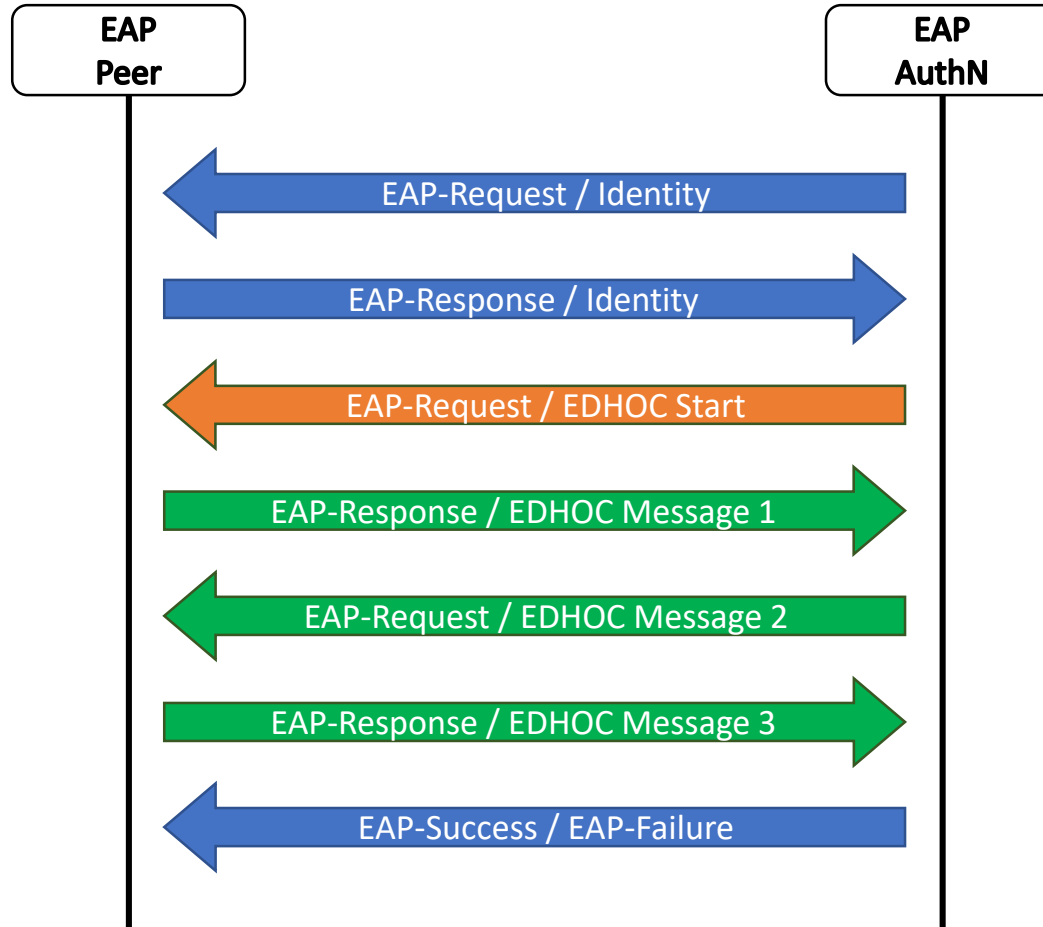 EAP
Peer
EAP
AuthN
EAP-Request / Identity
EAP-Response / Identity
EAP-Request / EDHOC Start
EAP-Response / EDHOC Message 1
EAP-Request / EDHOC Message 2
EAP-Response / EDHOC Message 3
EAP-Success / EAP-Failure